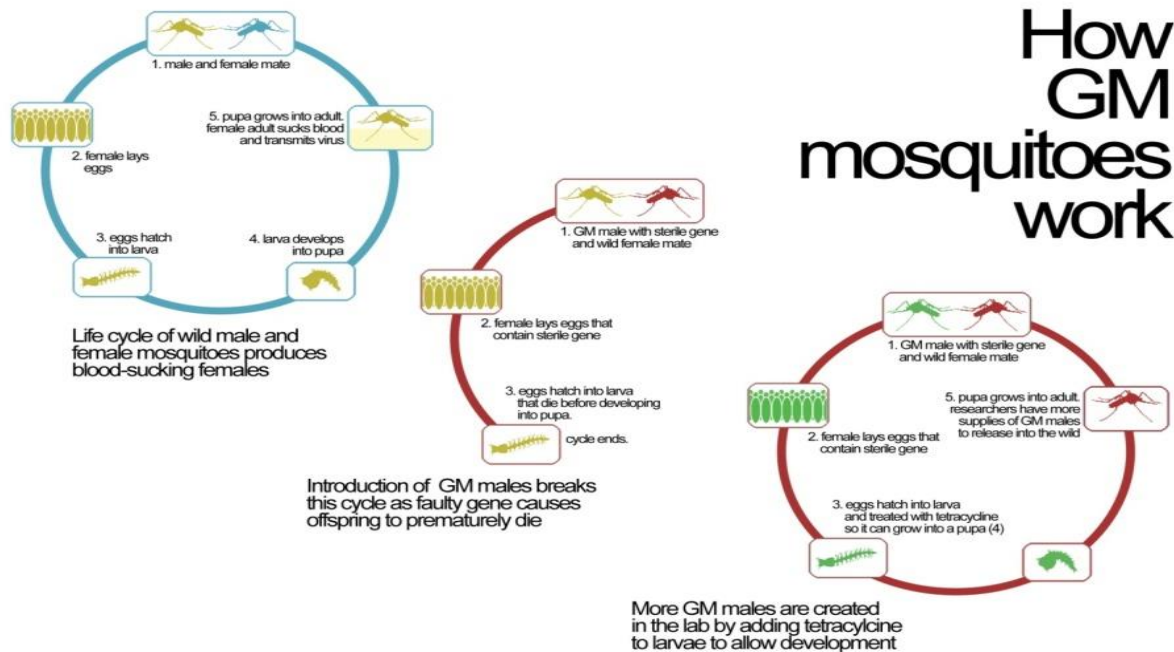 How
GM
mosquitoes
work
1. male and female mate
2. female lays
eggs
3. eggs hatch
into larva
4. larva develops
into pupa
5. pupa grows into adult.
female adult sucks blood
and transmits virus
Life cycle of wild male and
female mosquitoes produces
blood-sucking females
1. GM male with sterile gene
and wild female mate
2. female lays eggs that
contain sterile gene
3. eggs hatch into larva
that die before developing
into pupa.
cycle ends.
Introduction of GM males breaks
this cycle as faulty gene causes
offspring to prematurely die
1. GM male with sterile gene
and wild female mate
2. female lays eggs that
contain sterile gene
3. eggs hatch into larva
and treated with tetracycline
so it can grow into a pupa (4)
5. pupa grows into adult.
researchers have more
supplies of GM males
to release into the wild
More GM males are created
in the lab by adding tetracylcine
to larvae to allow development